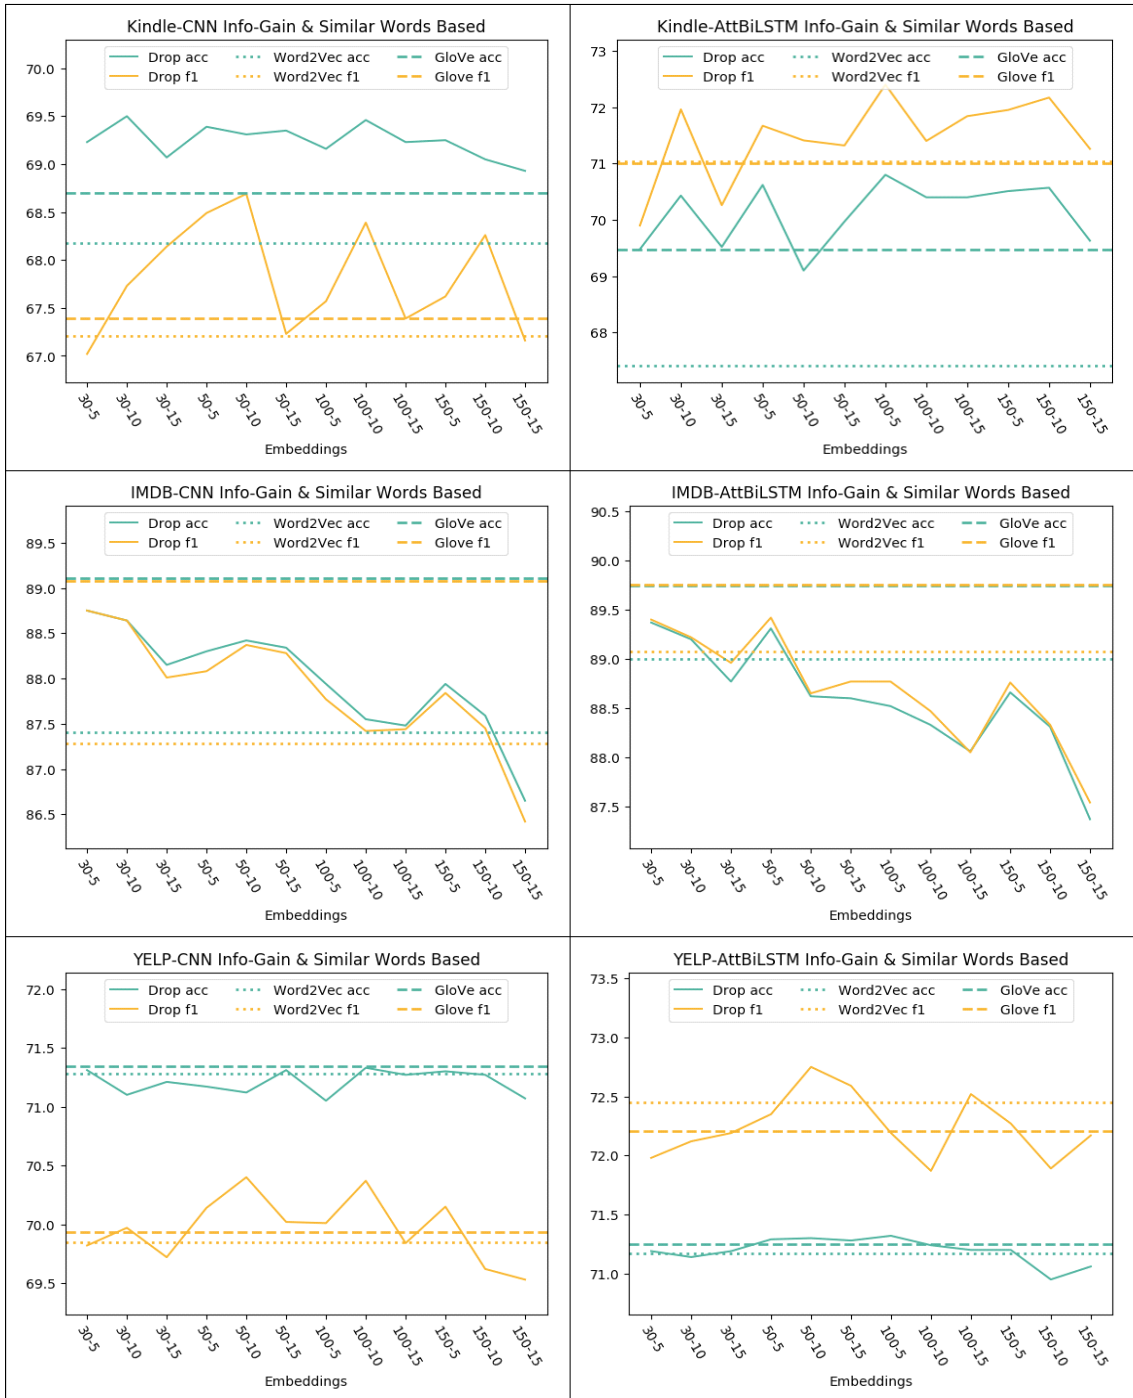 Kindle-CNN Info-Gain & Similar Words Based
Drop acc Word2Vec acc GloVe acc
Drop f1 Word2Vec f1 Glove f1
70.0
69.5
69.0
68.5
68.0
67.5
67.0
30-5 30-10 30-15 50-5 50-10 50-15 100-5 100-10 100-15 150-5 150-10 150-15
Embeddings
Kindle-AttBiLSTM Info-Gain & Similar Words Based
Drop acc Word2Vec acc GloVe acc
Drop f1 Word2Vec f1 Glove f1
73
72
71
70
69
68
30-5 30-10 30-15 50-5 50-10 50-15 100-5 100-10 100-15 150-5 150-10 150-15
Embeddings
IMDB-CNN Info-Gain & Similar Words Based
Drop acc Word2Vec acc GloVe acc
Drop f1 Word2Vec f1 Glove f1
89.5
89.0
88.5
88.0
87.5
87.0
86.5
30-5 30-10 30-15 50-5 50-10 50-15 100-5 100-10 100-15 150-5 150-10 150-15
Embeddings
IMDB-AttBiLSTM Info-Gain & Similar Words Based
Drop acc Word2Vec acc GloVe acc
Drop f1 Word2Vec f1 Glove f1
90.5
90.0
89.5
89.0
88.5
88.0
87.5
30-5 30-10 30-15 50-5 50-10 50-15 100-5 100-10 100-15 150-5 150-10 150-15
Embeddings
YELP-CNN Info-Gain & Similar Words Based
Drop acc Word2Vec acc GloVe acc
Drop f1 Word2Vec f1 Glove f1
72.0
71.5
71.0
70.5
70.0
69.5
30-5 30-10 30-15 50-5 50-10 50-15 100-5 100-10 100-15 150-5 150-10 150-15
Embeddings
YELP-AttBiLSTM Info-Gain & Similar Words Based
Drop acc Word2Vec acc GloVe acc
Drop f1 Word2Vec f1 Glove f1
73.5
73.0
72.5
72.0
71.5
71.0
30-5 30-10 30-15 50-5 50-10 50-15 100-5 100-10 100-15 150-5 150-10 150-15
Embeddings